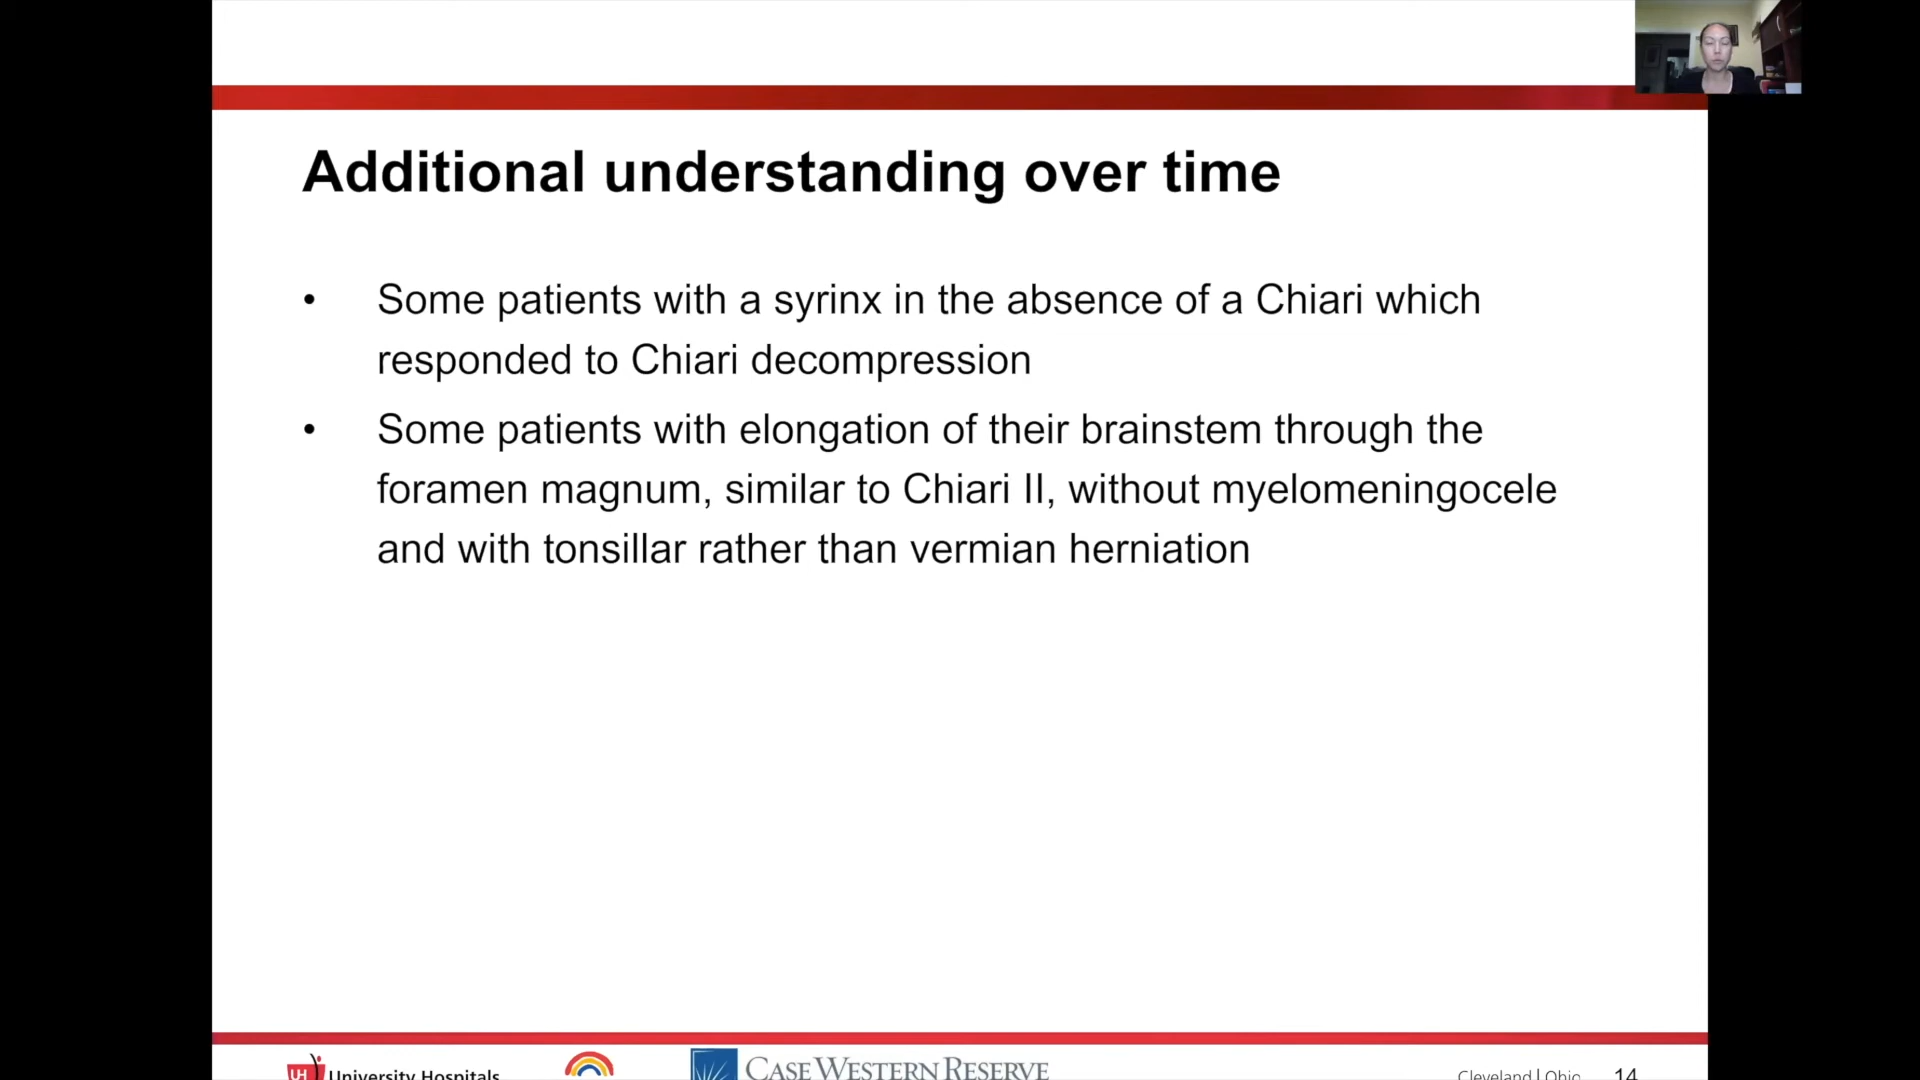 Additional understanding over time
• Some patients with a syrinx in the absence of a Chiari which
responded to Chiari decompression
• Some patients with elongation of their brainstem through the
foramen magnum, similar to Chiari II, without myelomeningocele
and with tonsillar rather than vermian herniation
UH University Hospitals
CASE WESTERN RESERVE
Cleveland | Ohio 14